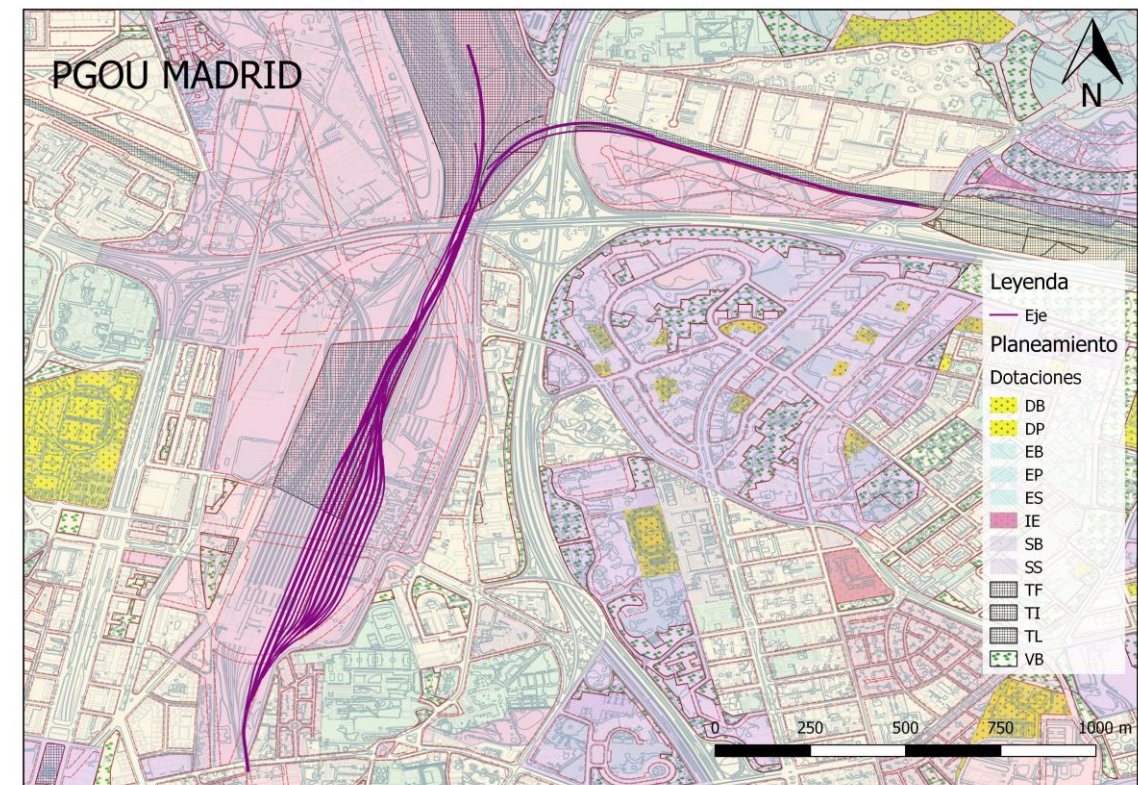 PGOU MADRID
N
Leyenda
Eje
Planeamiento
Dotaciones
DB
DP
EB
EP
ES
IE
SB
SS
TF
TI
TL
VB
0 250 500 750 1000 m